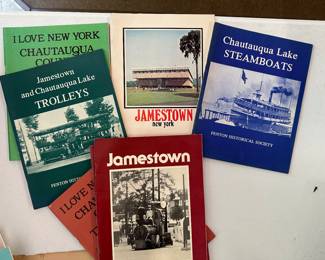 I LOVE NEW YORK
CHAUTAUQUA
Jamestown
and Chautauqua Lake
TROLLEYS
FENTON HISTORICAL SOCIETY
JAMESTOWN
new york
Chautauqua Lake
STEAMBOATS
FENTON HISTORICAL SOCIETY
I LOVE N
Jamestown